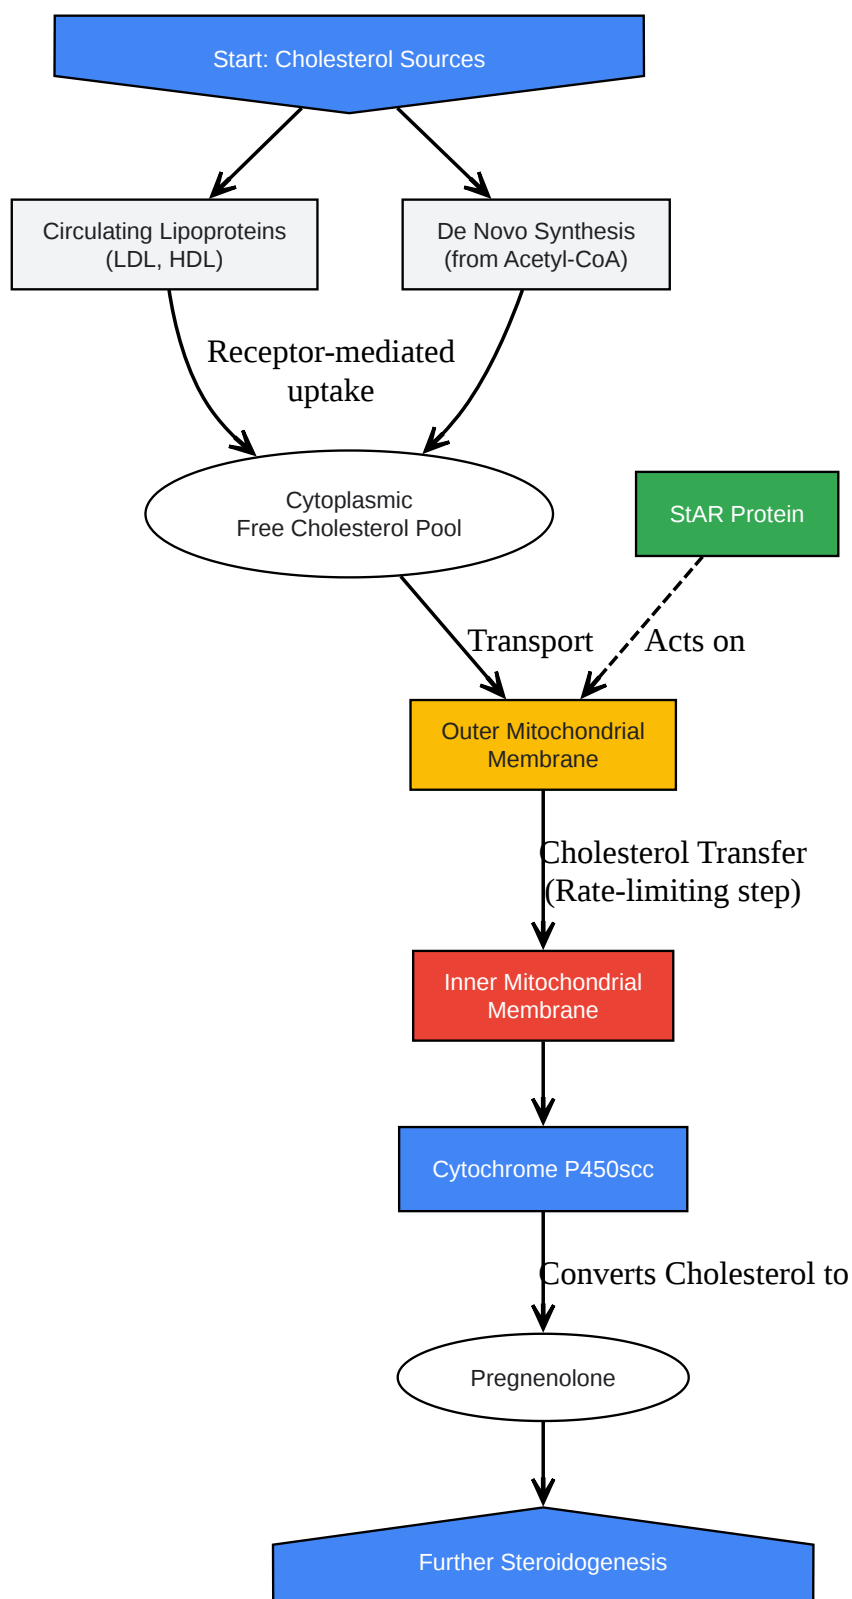 Start: Cholesterol Sources
Circulating Lipoproteins
(LDL, HDL)
De Novo Synthesis
(from Acetyl-CoA)
Receptor-mediated
uptake
Cytoplasmic
Free Cholesterol Pool
StAR Protein
Transport
Acts on
Outer Mitochondrial
Membrane
Cholesterol Transfer
(Rate-limiting step)
Inner Mitochondrial
Membrane
Cytochrome P450scc
Converts Cholesterol to
Pregnenolone
Further Steroidogenesis